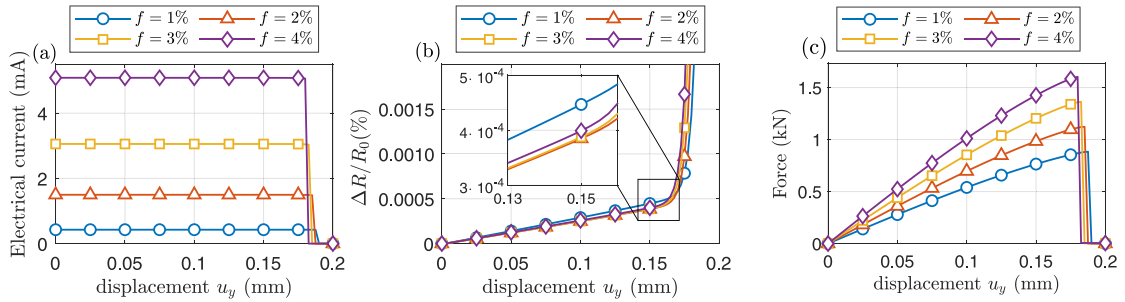 f = 1% f = 2%
f = 3% f = 4%
(a)
Electrical current (mA)
4
2
0
0 0.05 0.1 0.15 0.2
displacement u_y (mm)
f = 1% f = 2%
f = 3% f = 4%
(b)
ΔR/R_0(%)
0.0015
0.0010
0.0005
0
0 0.05 0.1 0.15 0.2
displacement u_y (mm)
5 ·10^-4
4 ·10^-4
3 ·10^-4
0.13 0.15
f = 1% f = 2%
f = 3% f = 4%
(c)
Force (kN)
1.5
1
0.5
0
0 0.05 0.1 0.15 0.2
displacement u_y (mm)